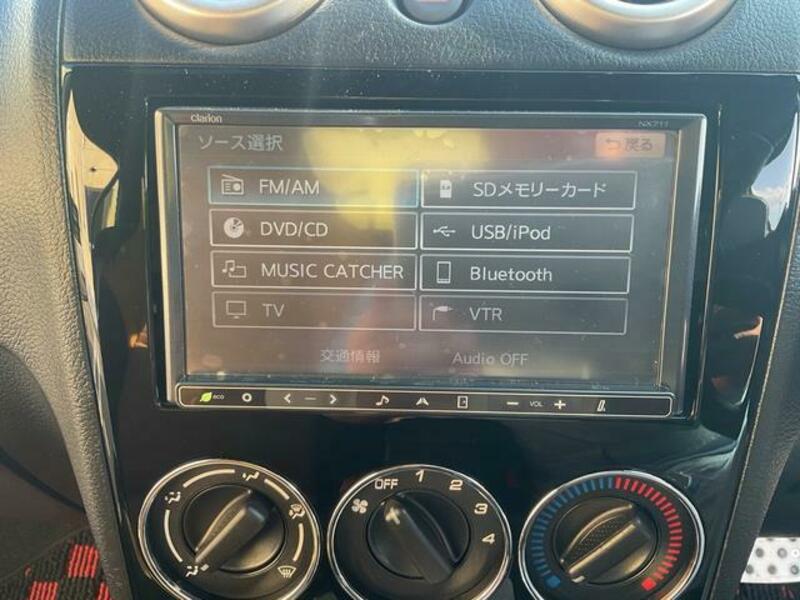 clarion
NX711
ソース選択
戻る
FM/AM
SDメモリーカード
DVD/CD
USB/iPod
MUSIC CATCHER
Bluetooth
TV
VTR
交通情報
Audio OFF
eco
VOL
OFF 1 2 3 4